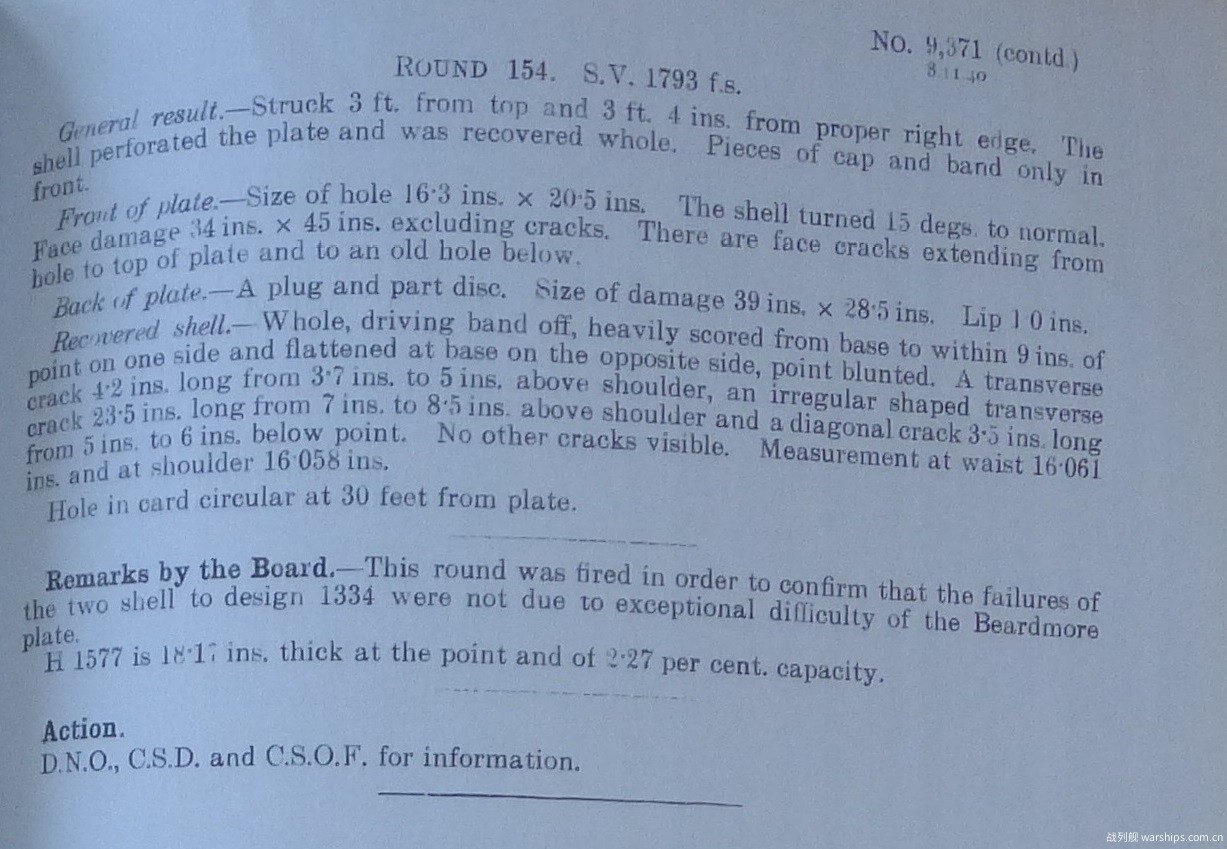 No. 9,371 (contd.)
8.11.40
ROUND 154. S.V. 1793 f.s.
General result.—Struck 3 ft. from top and 3 ft. 4 ins. from proper right edge. The
shell perforated the plate and was recovered whole. Pieces of cap and band only in
front.
Front of plate.—Size of hole 16·3 ins. × 20·5 ins. The shell turned 15 degs. to normal.
Face damage 34 ins. × 45 ins. excluding cracks. There are face cracks extending from
hole to top of plate and to an old hole below.
Back of plate.—A plug and part disc. Size of damage 39 ins. × 28·5 ins. Lip 1·0 ins.
Recovered shell.—Whole, driving band off, heavily scored from base to within 9 ins. of
point on one side and flattened at base on the opposite side, point blunted. A transverse
crack 4·2 ins. long from 3·7 ins. to 5 ins. above shoulder, an irregular shaped transverse
crack 23·5 ins. long from 7 ins. to 8·5 ins. above shoulder and a diagonal crack 3·5 ins. long
from 5 ins. to 6 ins. below point. No other cracks visible. Measurement at waist 16·061
ins. and at shoulder 16·058 ins.
Hole in card circular at 30 feet from plate.
Remarks by the Board.—This round was fired in order to confirm that the failures of
the two shell to design 1334 were not due to exceptional difficulty of the Beardmore
plate.
H 1577 is ins. thick at the point and of 2·27 per cent. capacity.
Action.
D.N.O., C.S.D. and C.S.O.F. for information.
战列舰 warships.com.cn